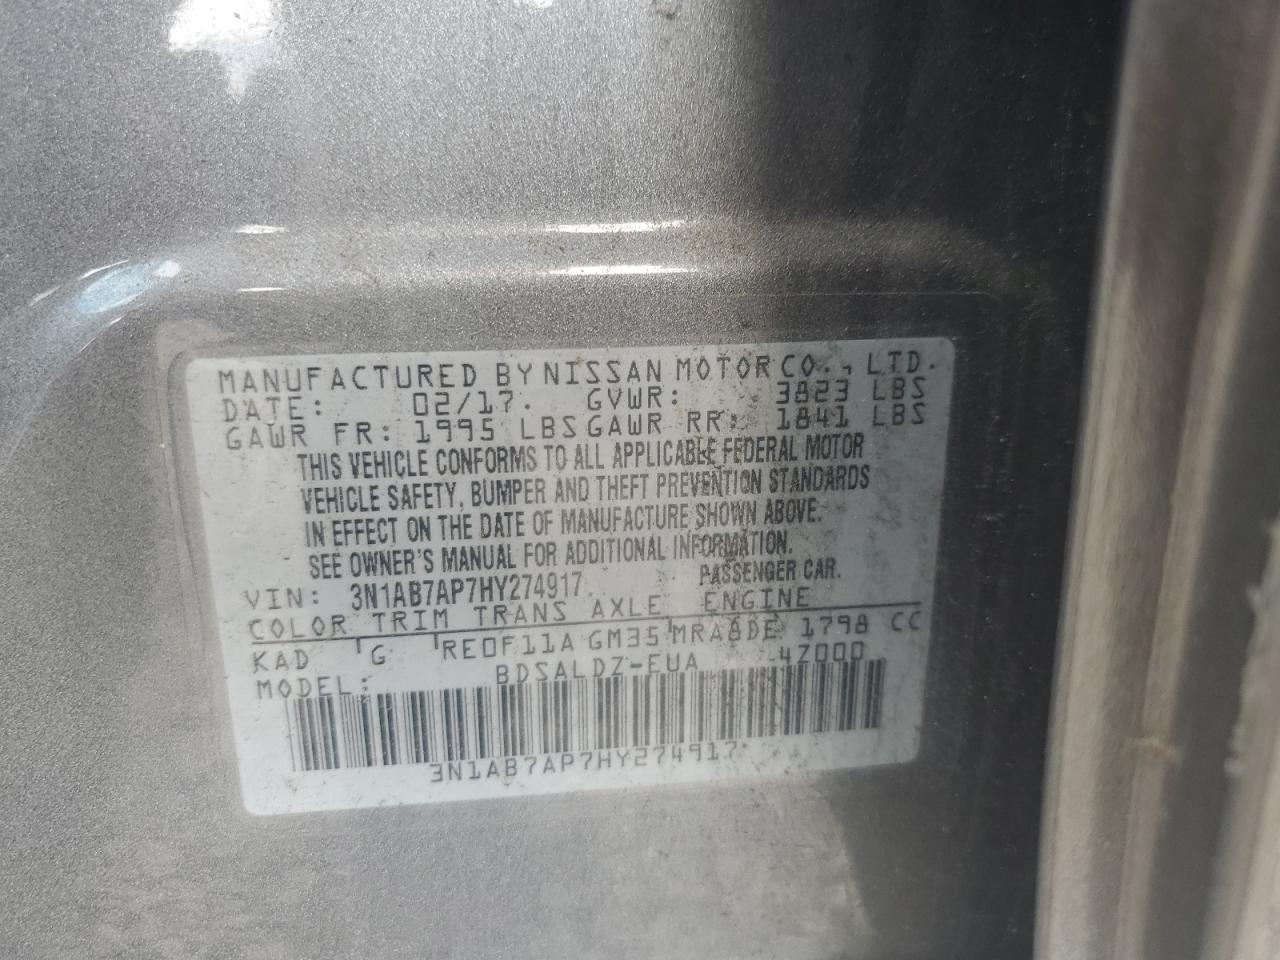 MANUFACTURED BY NISSAN MOTOR CO., LTD.
DATE: 02/17. GVWR: 3823 LBS
GAWR FR: 1995 LBS GAWR RR: 1841 LBS
THIS VEHICLE CONFORMS TO ALL APPLICABLE FEDERAL MOTOR
VEHICLE SAFETY, BUMPER AND THEFT PREVENTION STANDARDS
IN EFFECT ON THE DATE OF MANUFACTURE SHOWN ABOVE.
SEE OWNER'S MANUAL FOR ADDITIONAL INFORMATION.
VIN: 3N1AB7AP7HY274917 PASSENGER CAR.
COLOR TRIM TRANS AXLE ENGINE
KAD G RE0F11A GM35 MRA8DE 1798 CC
MODEL: BDSALDZ-EUA 4Z000
3N1AB7AP7HY274917